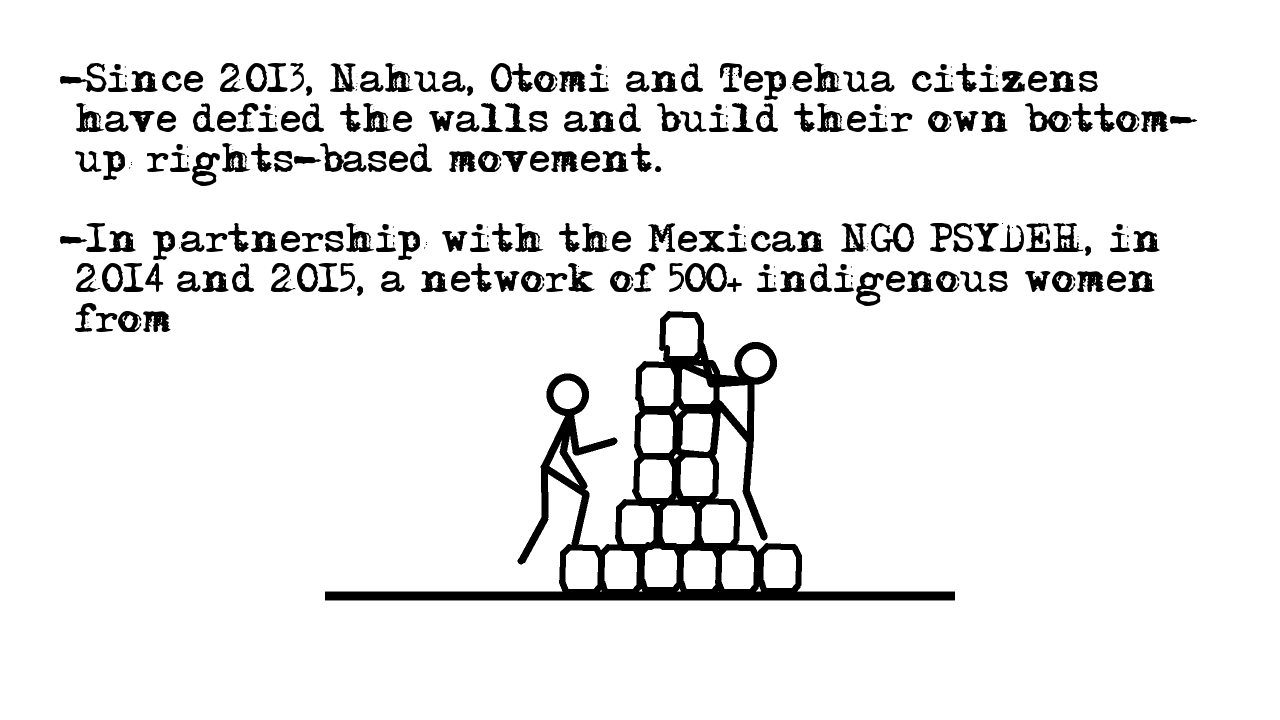 -Since 2013, Nahua, Otomi and Tepehua citizens
have defied the walls and build their own bottom-
up rights-based movement.
-In partnership with the Mexican NGO PSYDEH, in
2014 and 2015, a network of 500+ indigenous women
from